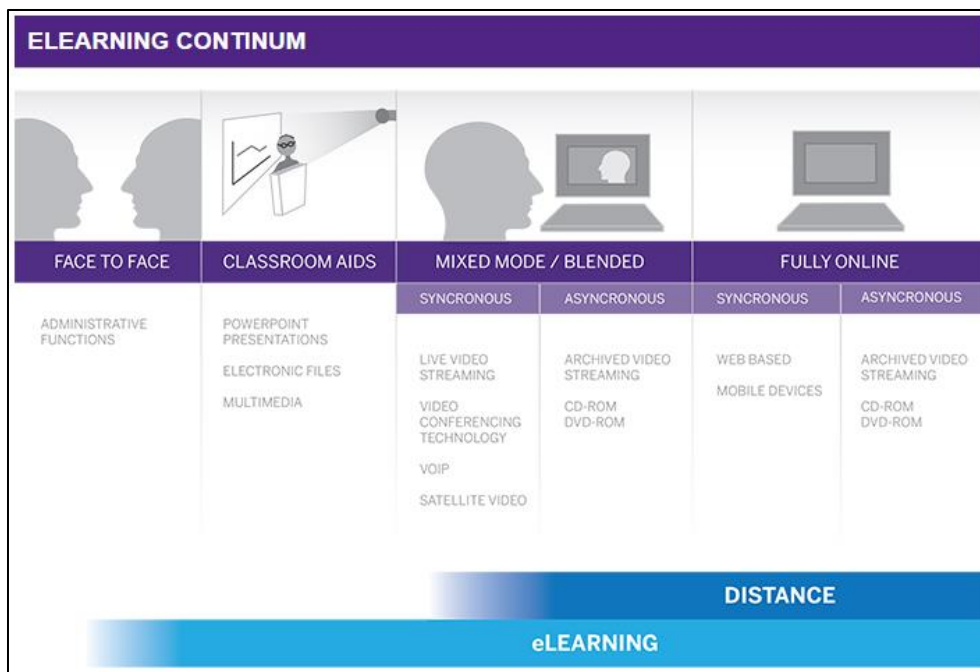 ELEARNING CONTINUM
FACE TO FACE
CLASSROOM AIDS
MIXED MODE / BLENDED
FULLY ONLINE
SYNCRONOUS
ASYNCRONOUS
SYNCRONOUS
ASYNCRONOUS
ADMINISTRATIVE
FUNCTIONS
POWERPOINT
PRESENTATIONS
ELECTRONIC FILES
MULTIMEDIA
LIVE VIDEO
STREAMING
VIDEO
CONFERENCING
TECHNOLOGY
VOIP
SATELLITE VIDEO
ARCHIVED VIDEO
STREAMING
CD-ROM
DVD-ROM
WEB BASED
MOBILE DEVICES
ARCHIVED VIDEO
STREAMING
CD-ROM
DVD-ROM
DISTANCE
eLEARNING